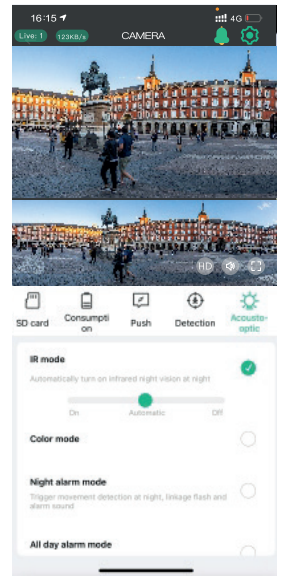 16:15 4G
Live: 1 123KB/s CAMERA
HD
SD card Consumpti Push Detection Acousto-
on optic
IR mode
Automatically turn on infrared night vision at night
On Automatic Off
Color mode
Night alarm mode
Trigger movement detection at night, linkage flash and
alarm sound
All day alarm mode